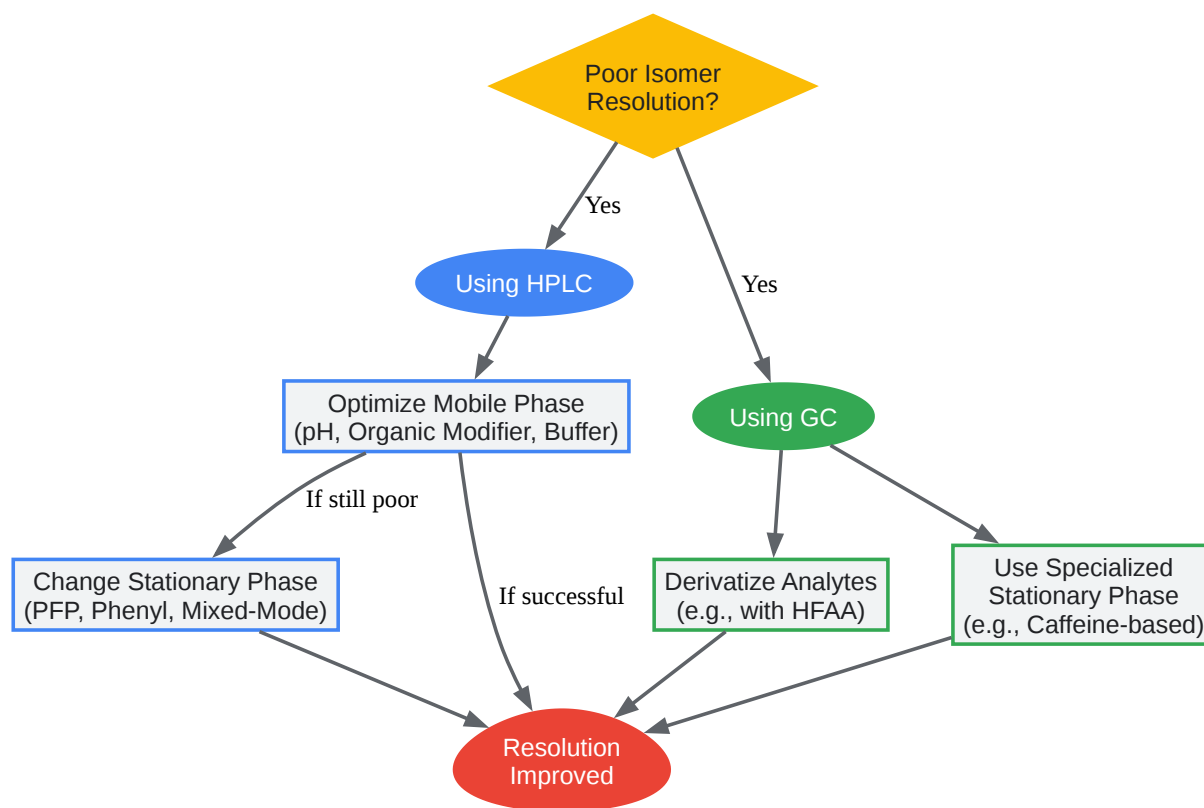 Poor Isomer
Resolution?
Yes
Using HPLC
Yes
Optimize Mobile Phase
(pH, Organic Modifier, Buffer)
Using GC
If still poor
If successful
Change Stationary Phase
(PFP, Phenyl, Mixed-Mode)
Derivatize Analytes
(e.g., with HFAA)
Use Specialized
Stationary Phase
(e.g., Caffeine-based)
Resolution
Improved